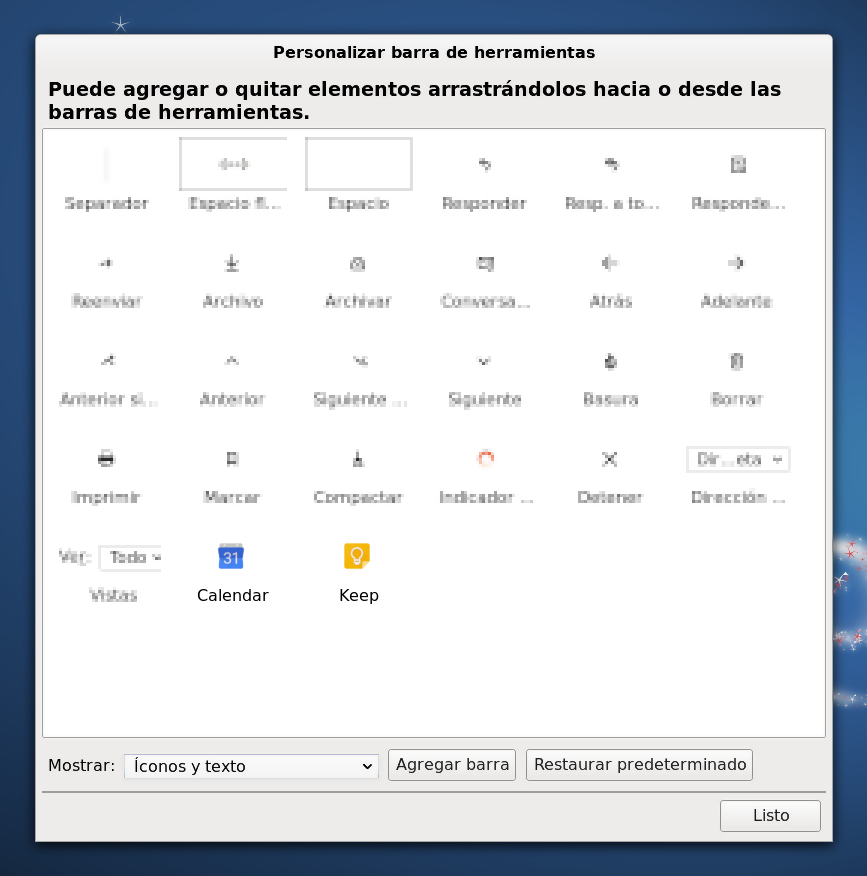 Personalizar barra de herramientas
Puede agregar o quitar elementos arrastrándolos hacia o desde las
barras de herramientas.
Separador
Espacio fl...
Espacio
Responder
Resp. a to...
Responde...
Reenviar
Archivo
Archivar
Conversa...
Atrás
Adelante
Anterior si...
Anterior
Siguiente ...
Siguiente
Basura
Borrar
Imprimir
Marcar
Compactar
Indicador ...
Detener
Dir...eta
Dirección ...
Ver: Todo
Vistas
31
Calendar
Keep
Mostrar: Íconos y texto Agregar barra Restaurar predeterminado
Listo